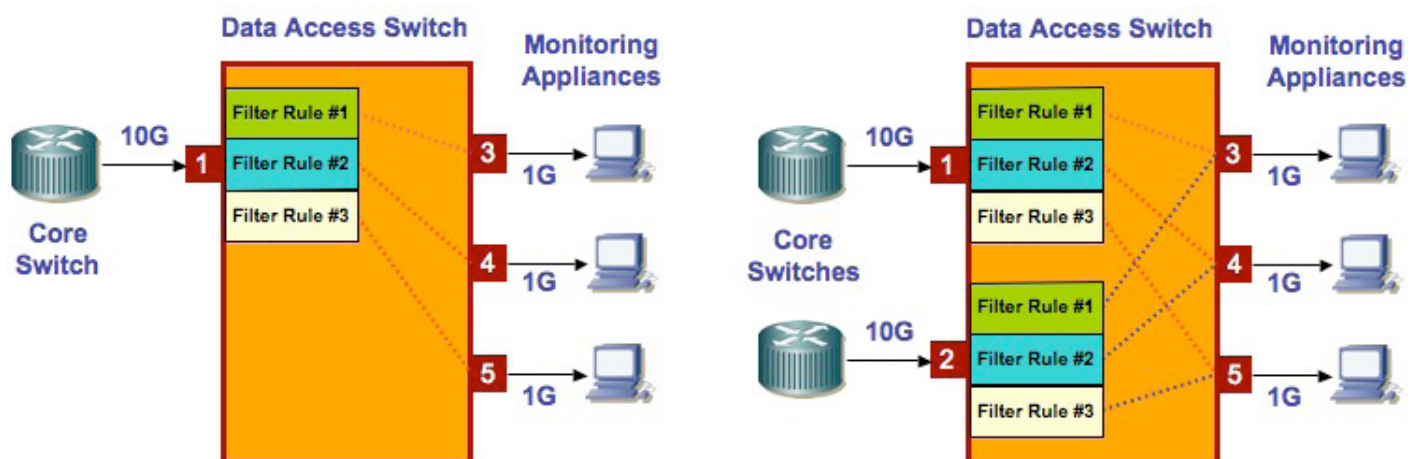 Data Access Switch
Monitoring
Appliances
Filter Rule #1
10G
1
Filter Rule #2
3
1G
Filter Rule #3
Core
Switch
4
1G
5
1G
Data Access Switch
Monitoring
Appliances
Filter Rule #1
10G
1
Filter Rule #2
3
1G
Filter Rule #3
Core
Switches
4
1G
Filter Rule #1
10G
2
Filter Rule #2
5
1G
Filter Rule #3